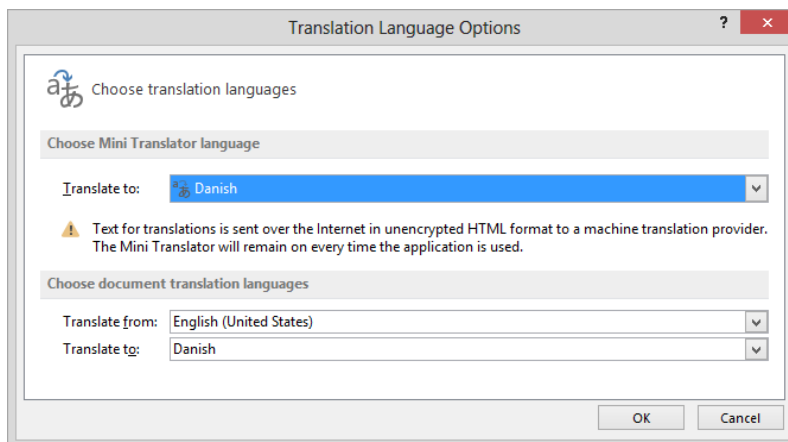 Translation Language Options
?
Choose translation languages
Choose Mini Translator language
Translate to: Danish
Text for translations is sent over the Internet in unencrypted HTML format to a machine translation provider.
The Mini Translator will remain on every time the application is used.
Choose document translation languages
Translate from: English (United States)
Translate to: Danish
OK Cancel